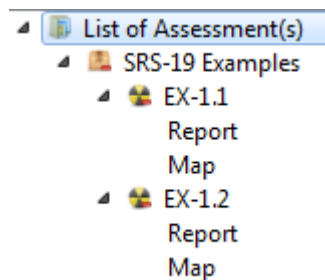 List of Assessment(s)
SRS-19 Examples
EX-1.1
Report
Map
EX-1.2
Report
Map